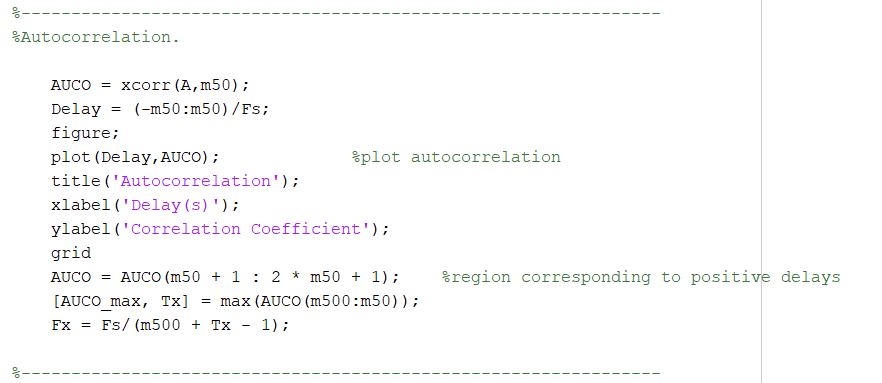 %----------------------------------------------------------------
%Autocorrelation.
AUCO = xcorr(A,m50);
Delay = (-m50:m50)/Fs;
figure;
plot(Delay,AUCO); %plot autocorrelation
title('Autocorrelation');
xlabel('Delay(s)');
ylabel('Correlation Coefficient');
grid
AUCO = AUCO(m50 + 1 : 2 * m50 + 1); %region corresponding to positive delays
[AUCO_max, Tx] = max(AUCO(m500:m50));
Fx = Fs/(m500 + Tx - 1);
%----------------------------------------------------------------